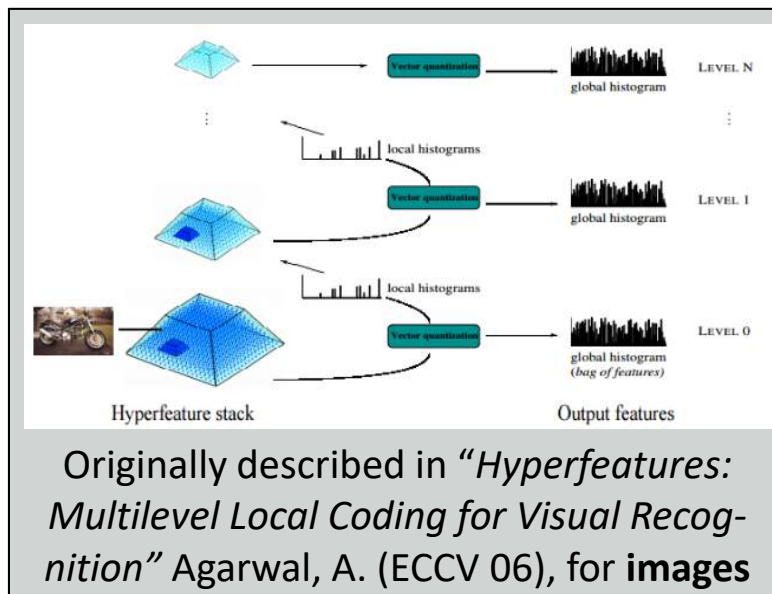 Vector quantization
global histogram
LEVEL N
local histograms
Vector quantization
global histogram
LEVEL 1
local histograms
Vector quantization
global histogram
(bag of features)
LEVEL 0
Hyperfeature stack
Output features
Originally described in “Hyperfeatures:
Multilevel Local Coding for Visual Recog-
nition” Agarwal, A. (ECCV 06), for images